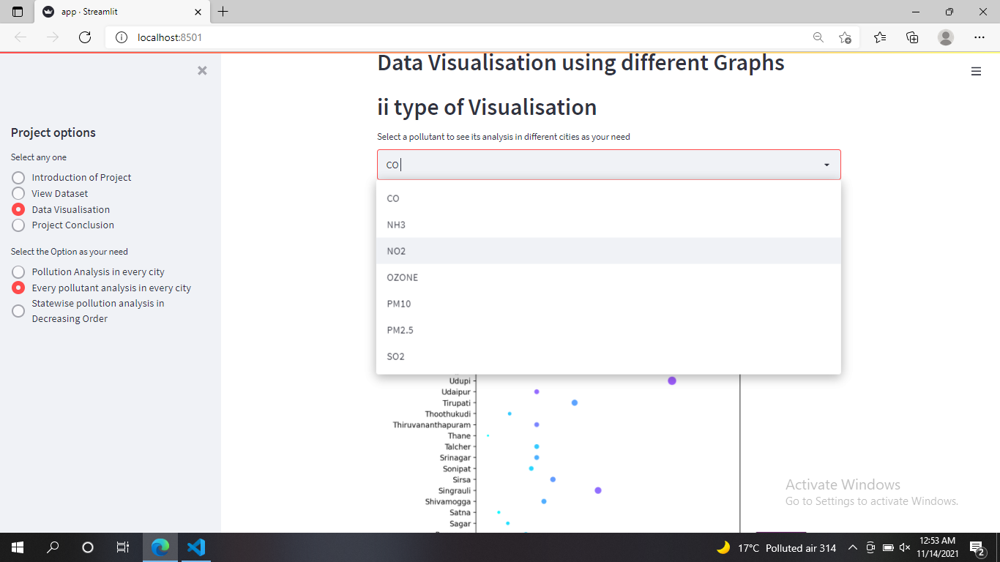 app · Streamlit
localhost:8501
Data Visualisation using different Graphs
ii type of Visualisation
Select a pollutant to see its analysis in different cities as your need
CO
CO
NH3
NO2
OZONE
PM10
PM2.5
SO2
Project options
Select any one
Introduction of Project
View Dataset
Data Visualisation
Project Conclusion
Select the Option as your need
Pollution Analysis in every city
Every pollutant analysis in every city
Statewise pollution analysis in
Decreasing Order
Udupi
Udaipur
Tirupati
Thoothukudi
Thiruvananthapuram
Thane
Talcher
Srinagar
Sonipat
Sirsa
Singrauli
Shivamogga
Satna
Sagar
Activate Windows
Go to Settings to activate Windows.
17°C Polluted air 314
12:53 AM
11/14/2021
2